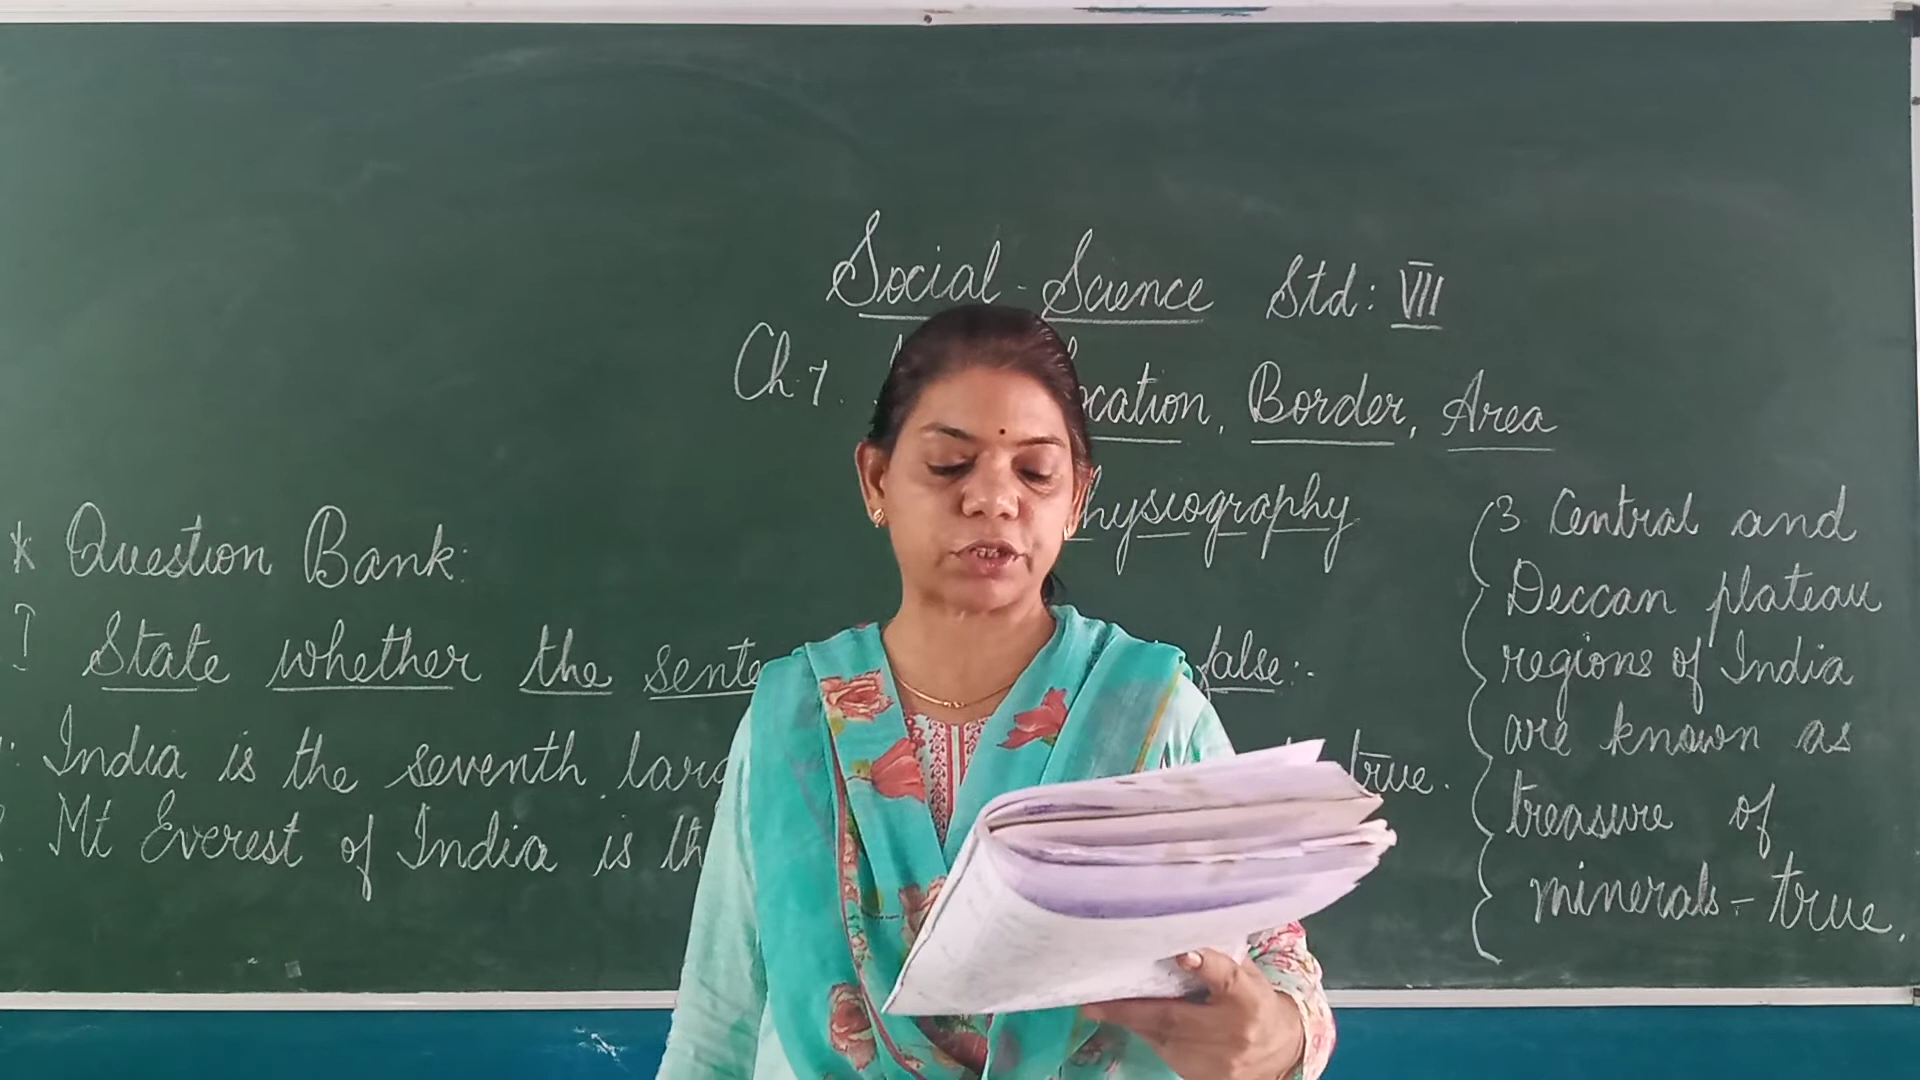 Social-Science Std: VII
Ch. 7. ocation, Border, Area
hysiography
* Question Bank:
I State whether the sente false:-
India is the seventh larg true.
Mt Everest of India is th
3 Central and
Deccan plateau
regions of India
are known as
treasure of
minerals - true.